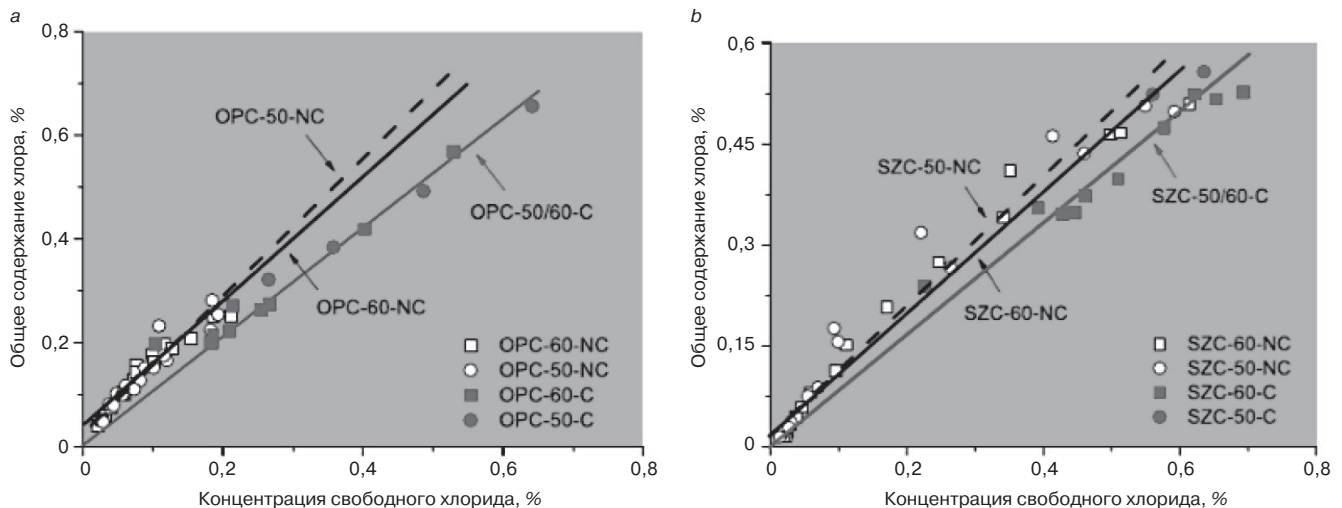 a
0,8
0,6
0,4
0,2
0
Общее содержание хлора, %
OPC-50-NC
OPC-50/60-C
OPC-60-NC
OPC-60-NC
OPC-50-NC
OPC-60-C
OPC-50-C
0
0,2
0,4
0,6
0,8
Концентрация свободного хлорида, %
b
0,6
0,45
0,3
0,15
0
Общее содержание хлора, %
SZC-50-NC
SZC-50/60-C
SZC-60-NC
SZC-60-NC
SZC-50-NC
SZC-60-C
SZC-50-C
0
0,2
0,4
0,6
0,8
Концентрация свободного хлорида, %